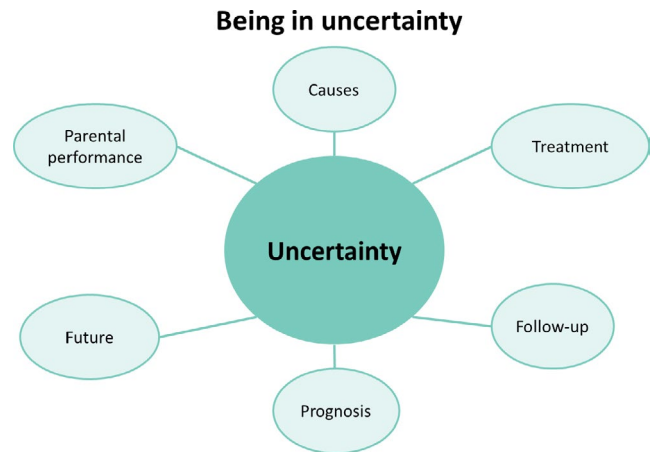 Being in uncertainty
Causes
Parental
performance
Treatment
Uncertainty
Future
Follow-up
Prognosis